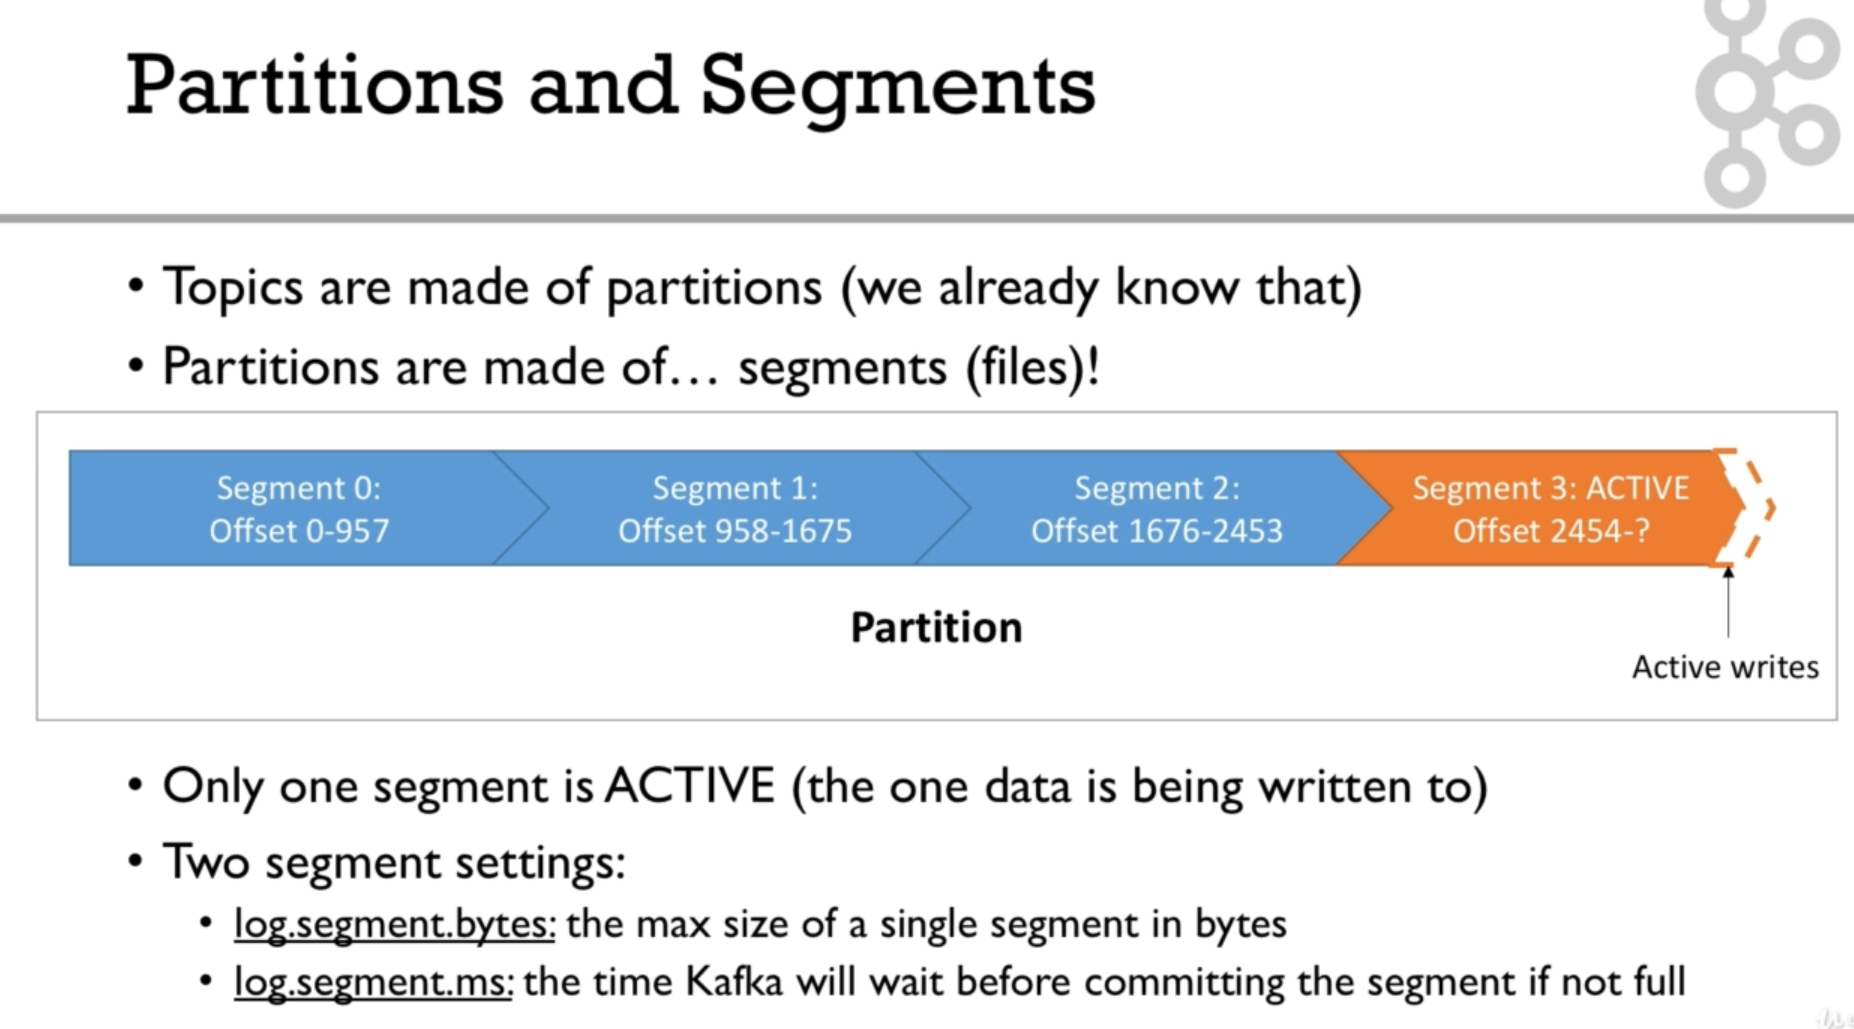 Partitions and Segments
• Topics are made of partitions (we already know that)
• Partitions are made of… segments (files)!
Segment 0:
Offset 0-957
Segment 1:
Offset 958-1675
Segment 2:
Offset 1676-2453
Segment 3: ACTIVE
Offset 2454-?
Partition
Active writes
• Only one segment is ACTIVE (the one data is being written to)
• Two segment settings:
• log.segment.bytes: the max size of a single segment in bytes
• log.segment.ms: the time Kafka will wait before committing the segment if not full